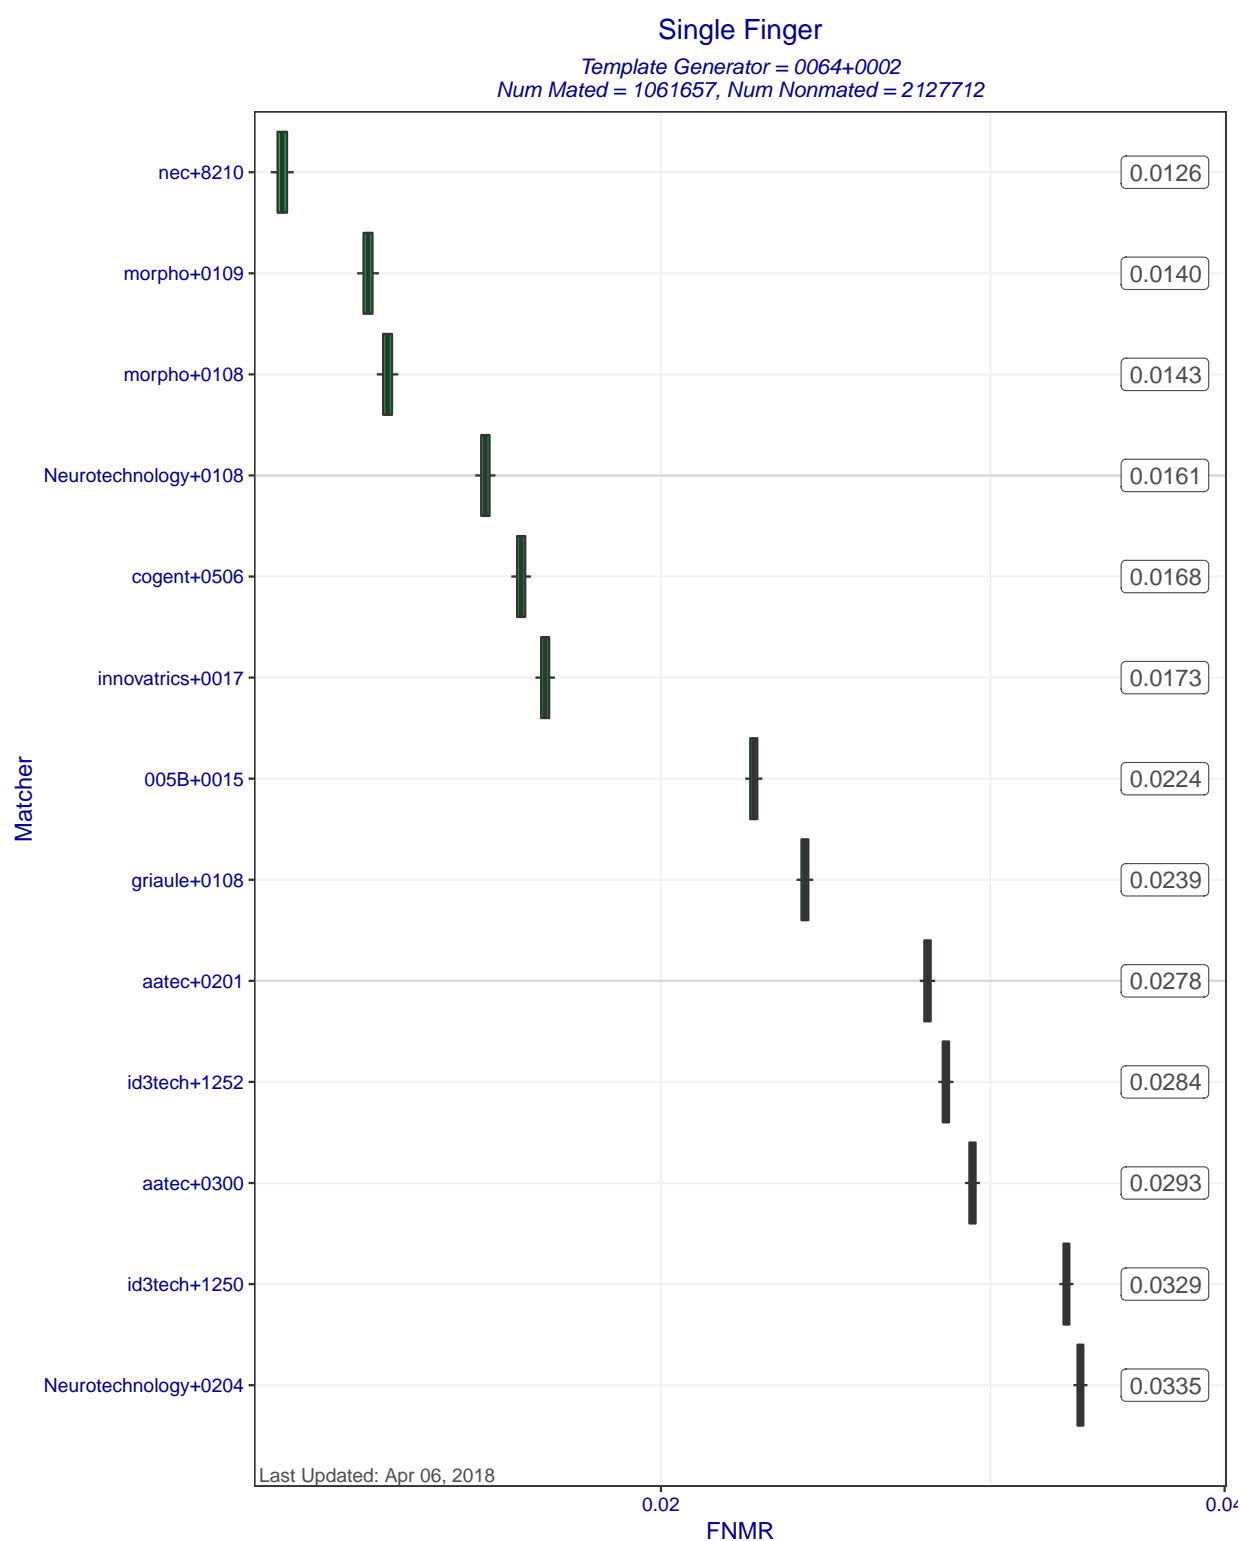 Single Finger
Template Generator = 0064+0002
Num Mated = 1061657, Num Nonmated = 2127712
nec+8210 0.0126
morpho+0109 0.0140
morpho+0108 0.0143
Neurotechnology+0108 0.0161
cogent+0506 0.0168
innovatrics+0017 0.0173
005B+0015 0.0224
griaule+0108 0.0239
aatec+0201 0.0278
id3tech+1252 0.0284
aatec+0300 0.0293
id3tech+1250 0.0329
Neurotechnology+0204 0.0335
Matcher
Last Updated: Apr 06, 2018
0.02 0.04
FNMR